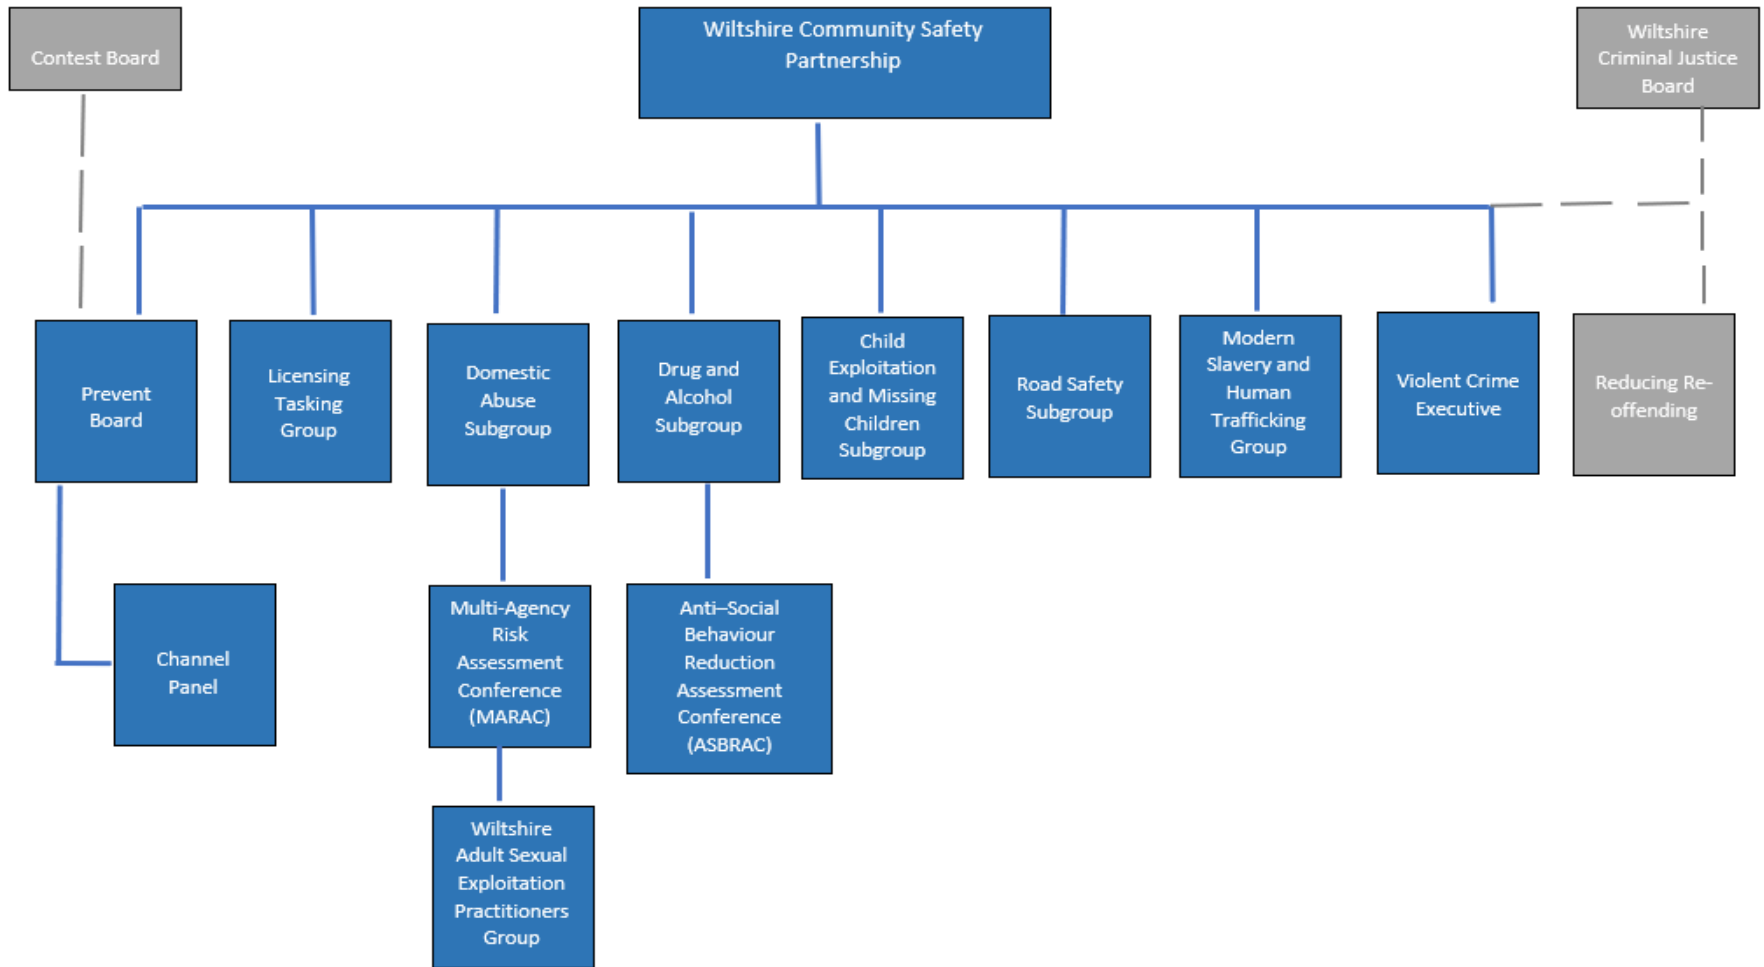 Contest Board
Wiltshire Community Safety
Partnership
Wiltshire
Criminal Justice
Board
Prevent
Board
Licensing
Tasking
Group
Domestic
Abuse
Subgroup
Drug and
Alcohol
Subgroup
Child
Exploitation
and Missing
Children
Subgroup
Road Safety
Subgroup
Modern
Slavery and
Human
Trafficking
Group
Violent Crime
Executive
Reducing Re-
offending
Channel
Panel
Multi-Agency
Risk
Assessment
Conference
(MARAC)
Anti–Social
Behaviour
Reduction
Assessment
Conference
(ASBRAC)
Wiltshire
Adult Sexual
Exploitation
Practitioners
Group